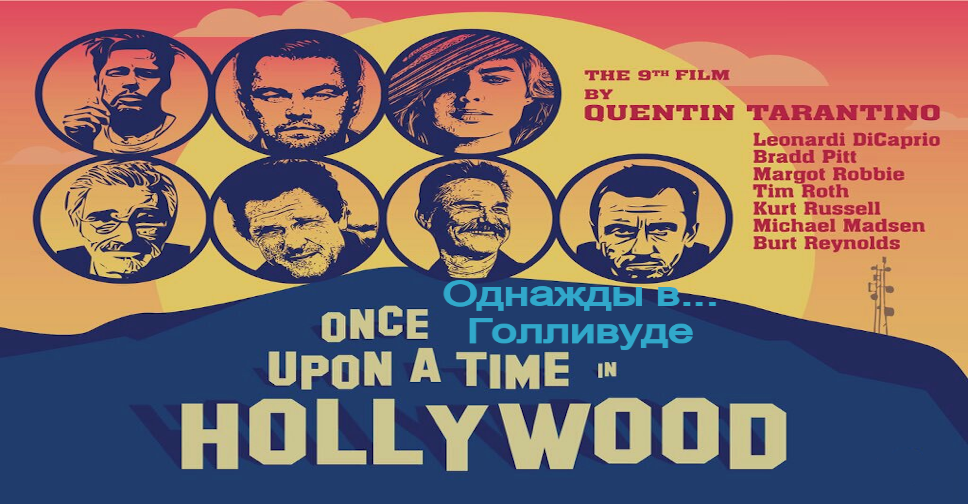 THE 9TH FILM
BY
QUENTIN TARANTINO
Leonardi DiCaprio
Bradd Pitt
Margot Robbie
Tim Roth
Kurt Russell
Michael Madsen
Burt Reynolds
Однажды в...
Голливуде
ONCE
UPON A TIME IN
HOLLYWOOD